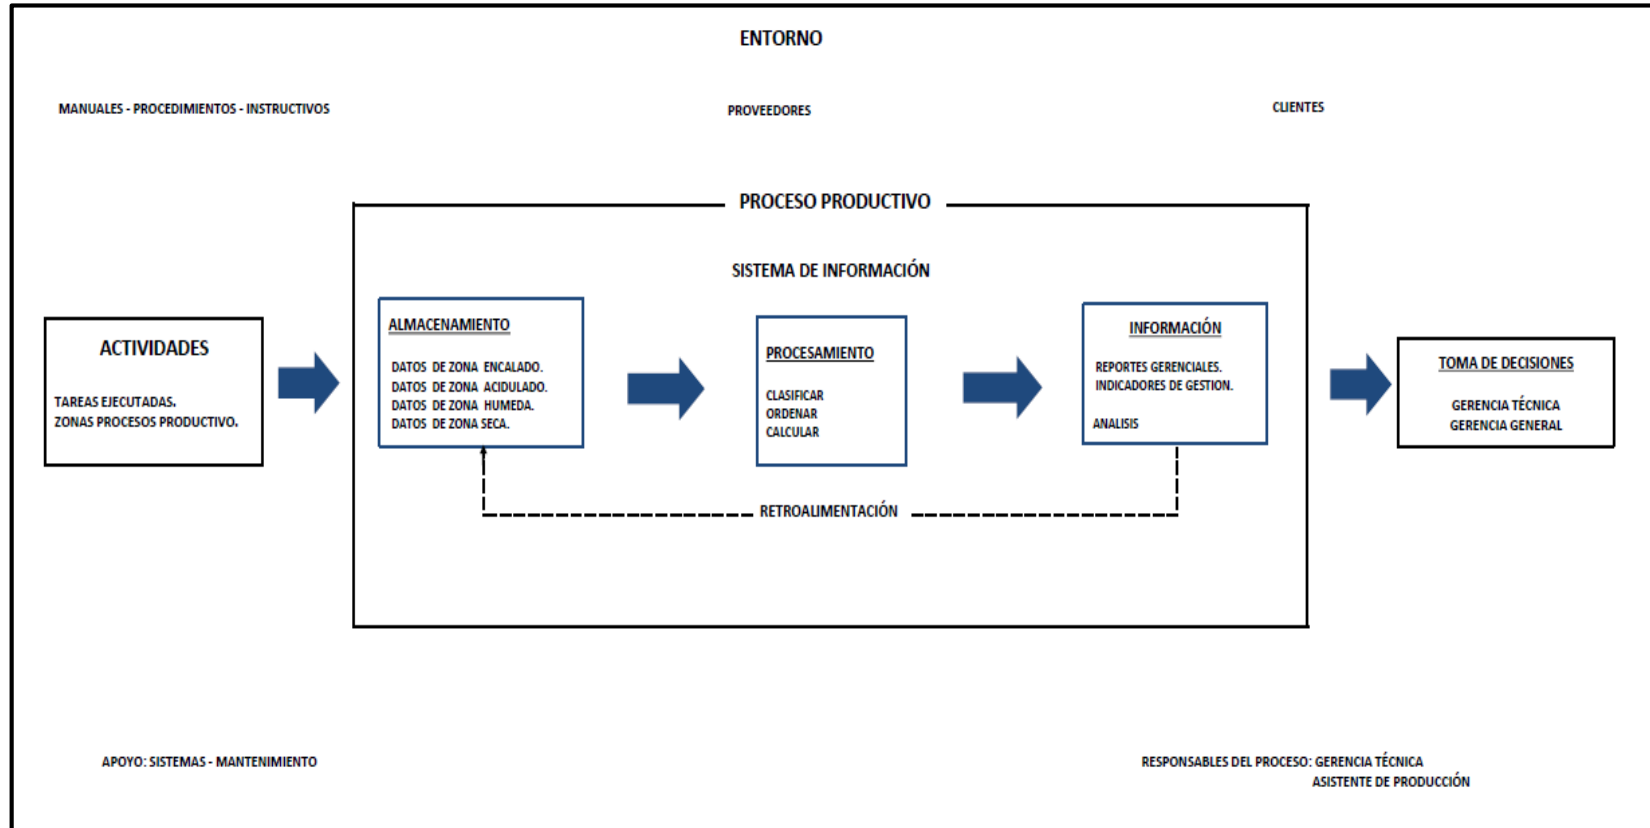 ENTORNO
MANUALES - PROCEDIMIENTOS - INSTRUCTIVOS
PROVEEDORES
CLIENTES
PROCESO PRODUCTIVO
SISTEMA DE INFORMACIÓN
ACTIVIDADES
TAREAS EJECUTADAS.
ZONAS PROCESOS PRODUCTIVO.
ALMACENAMIENTO
DATOS DE ZONA ENCALADO.
DATOS DE ZONA ACIDULADO.
DATOS DE ZONA HUMEDA.
DATOS DE ZONA SECA.
PROCESAMIENTO
CLASIFICAR
ORDENAR
CALCULAR
INFORMACIÓN
REPORTES GERENCIALES.
INDICADORES DE GESTION.
ANALISIS
TOMA DE DECISIONES
GERENCIA TÉCNICA
GERENCIA GENERAL
RETROALIMENTACIÓN
APOYO: SISTEMAS - MANTENIMIENTO
RESPONSABLES DEL PROCESO: GERENCIA TÉCNICA
ASISTENTE DE PRODUCCIÓN